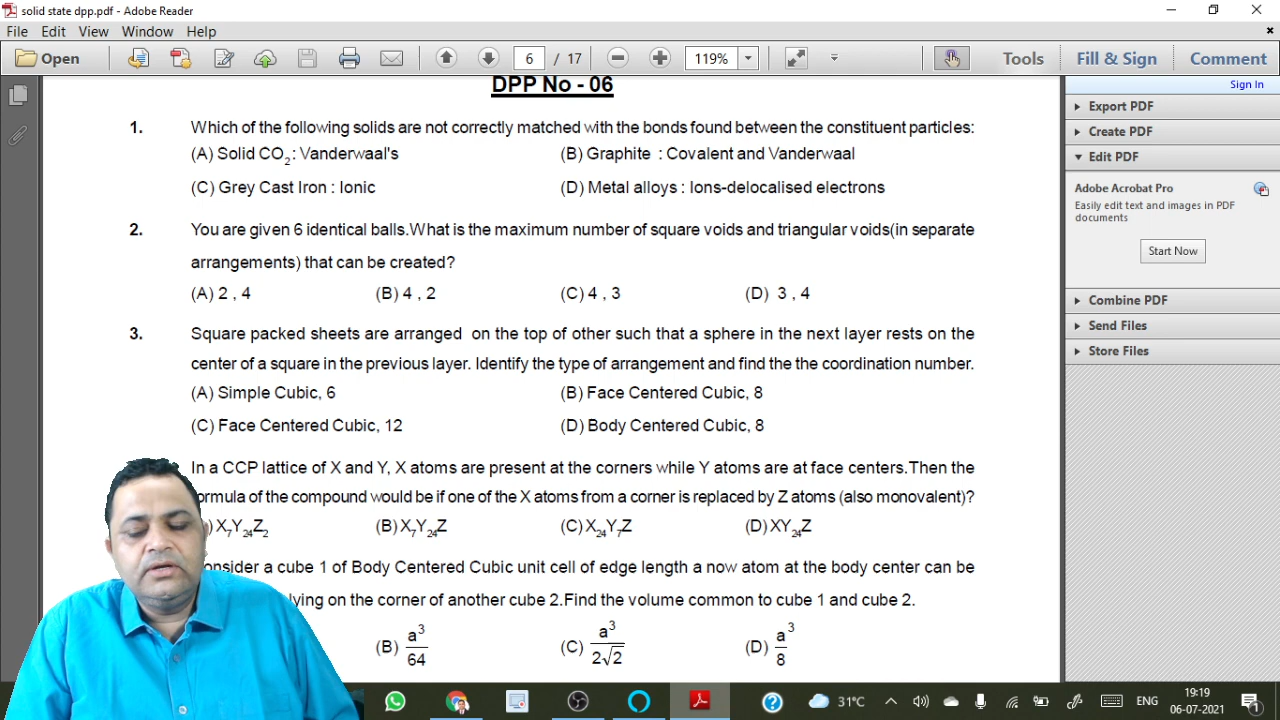 solid state dpp.pdf - Adobe Reader
File Edit View Window Help
Open 6 / 17 119% Tools Fill & Sign Comment
Sign In
DPP No - 06
1. Which of the following solids are not correctly matched with the bonds found between the constituent particles:
(A) Solid CO₂ : Vanderwaal's (B) Graphite : Covalent and Vanderwaal
(C) Grey Cast Iron : Ionic (D) Metal alloys : Ions-delocalised electrons
2. You are given 6 identical balls.What is the maximum number of square voids and triangular voids(in separate
arrangements) that can be created?
(A) 2 , 4 (B) 4 , 2 (C) 4 , 3 (D) 3 , 4
3. Square packed sheets are arranged on the top of other such that a sphere in the next layer rests on the
center of a square in the previous layer. Identify the type of arrangement and find the the coordination number.
(A) Simple Cubic, 6 (B) Face Centered Cubic, 8
(C) Face Centered Cubic, 12 (D) Body Centered Cubic, 8
In a CCP lattice of X and Y, X atoms are present at the corners while Y atoms are at face centers.Then the
of the compound would be if one of the X atoms from a corner is replaced by Z atoms (also monovalent)?
X₇Y₂₄Z₂ (B) X₇Y₂₄Z (C) X₂₄Y₇Z (D) XY₂₄Z
a cube 1 of Body Centered Cubic unit cell of edge length a now atom at the body center can be
lying on the corner of another cube 2.Find the volume common to cube 1 and cube 2.
(B) a³/64 (C) a³/2√2 (D) a³/8
Export PDF
Create PDF
Edit PDF
Adobe Acrobat Pro
Easily edit text and images in PDF
documents
Start Now
Combine PDF
Send Files
Store Files
31°C ENG 19:19
06-07-2021
1